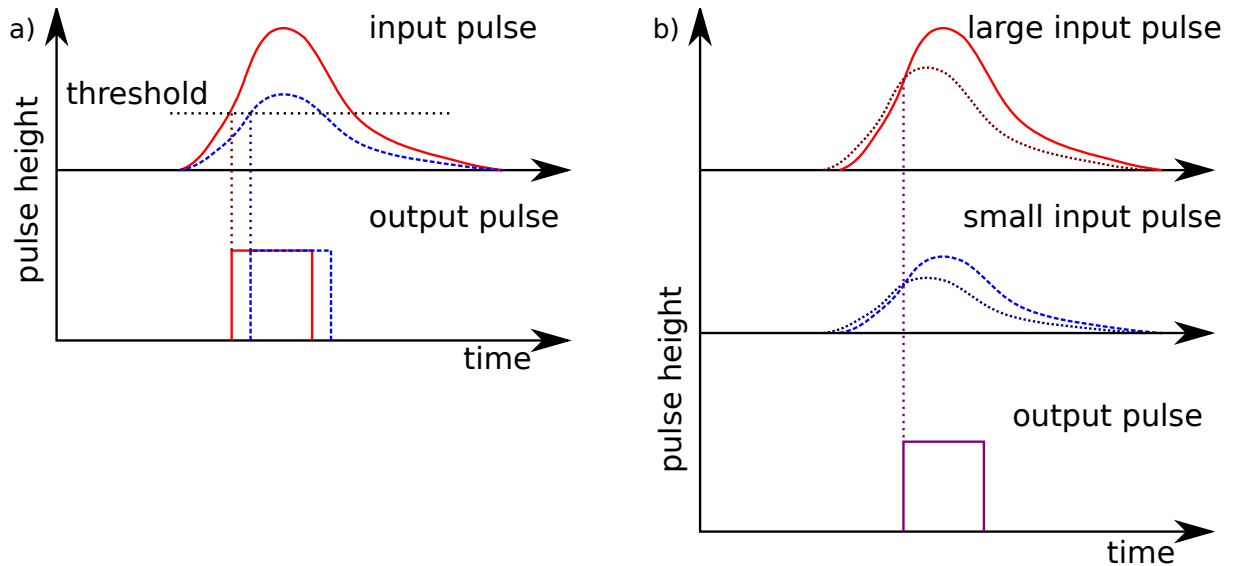 a)
input pulse
threshold
pulse height
output pulse
time
b)
large input pulse
small input pulse
pulse height
output pulse
time